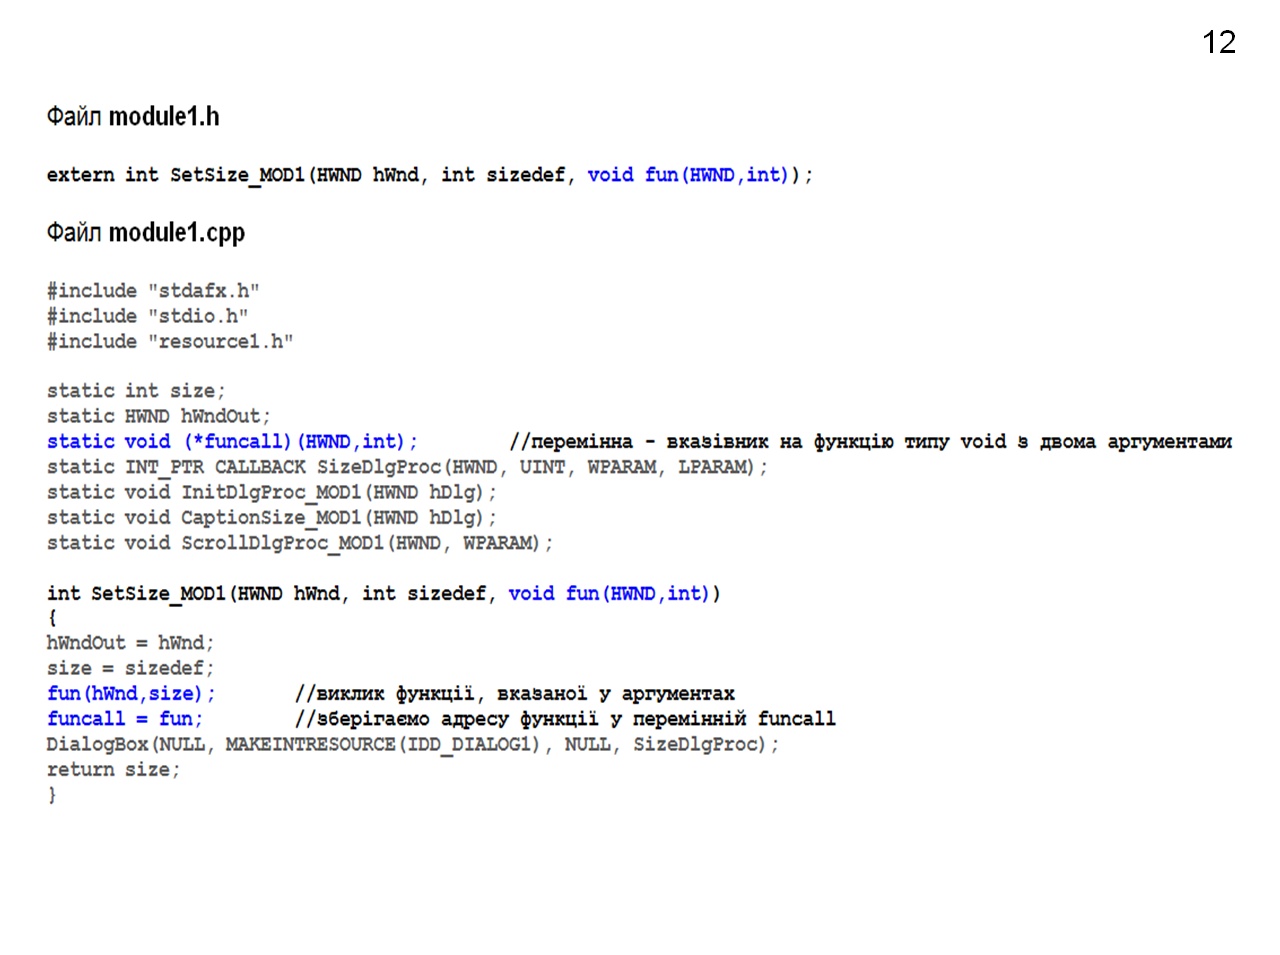 12
Файл module1.h
extern int SetSize_MOD1(HWND hWnd, int sizedef, void fun(HWND,int));
Файл module1.cpp
#include "stdafx.h"
#include "stdio.h"
#include "resource1.h"
static int size;
static HWND hWndOut;
static void (*funcall)(HWND,int); //перемінна - вказівник на функцію типу void з двома аргументами
static INT_PTR CALLBACK SizeDlgProc(HWND, UINT, WPARAM, LPARAM);
static void InitDlgProc_MOD1(HWND hDlg);
static void CaptionSize_MOD1(HWND hDlg);
static void ScrollDlgProc_MOD1(HWND, WPARAM);
int SetSize_MOD1(HWND hWnd, int sizedef, void fun(HWND,int))
{
hWndOut = hWnd;
size = sizedef;
fun(hWnd,size); //виклик функції, вказаної у аргументах
funcall = fun; //зберігаємо адресу функції у перемінній funcall
DialogBox(NULL, MAKEINTRESOURCE(IDD_DIALOG1), NULL, SizeDlgProc);
return size;
}